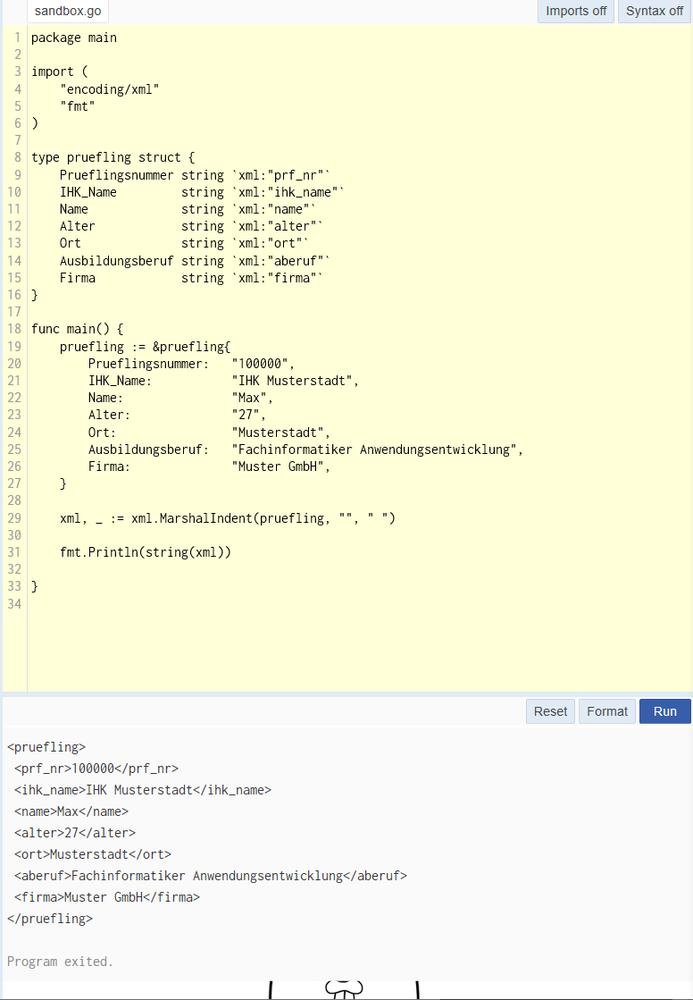 sandbox.go
Imports off
Syntax off
1 package main
2
3 import (
4     "encoding/xml"
5     "fmt"
6 )
7
8 type pruefling struct {
9     Prueflingsnummer string `xml:"prf_nr"`
10     IHK_Name         string `xml:"ihk_name"`
11     Name             string `xml:"name"`
12     Alter            string `xml:"alter"`
13     Ort              string `xml:"ort"`
14     Ausbildungsberuf string `xml:"aberuf"`
15     Firma            string `xml:"firma"`
16 }
17
18 func main() {
19     pruefling := &pruefling{
20         Prueflingsnummer:   "100000",
21         IHK_Name:           "IHK Musterstadt",
22         Name:               "Max",
23         Alter:              "27",
24         Ort:                "Musterstadt",
25         Ausbildungsberuf:   "Fachinformatiker Anwendungsentwicklung",
26         Firma:              "Muster GmbH",
27     }
28
29     xml, _ := xml.MarshalIndent(pruefling, "", " ")
30
31     fmt.Println(string(xml))
32
33 }
34
Reset
Format
Run
<pruefling>
 <prf_nr>100000</prf_nr>
 <ihk_name>IHK Musterstadt</ihk_name>
 <name>Max</name>
 <alter>27</alter>
 <ort>Musterstadt</ort>
 <aberuf>Fachinformatiker Anwendungsentwicklung</aberuf>
 <firma>Muster GmbH</firma>
</pruefling>
Program exited.